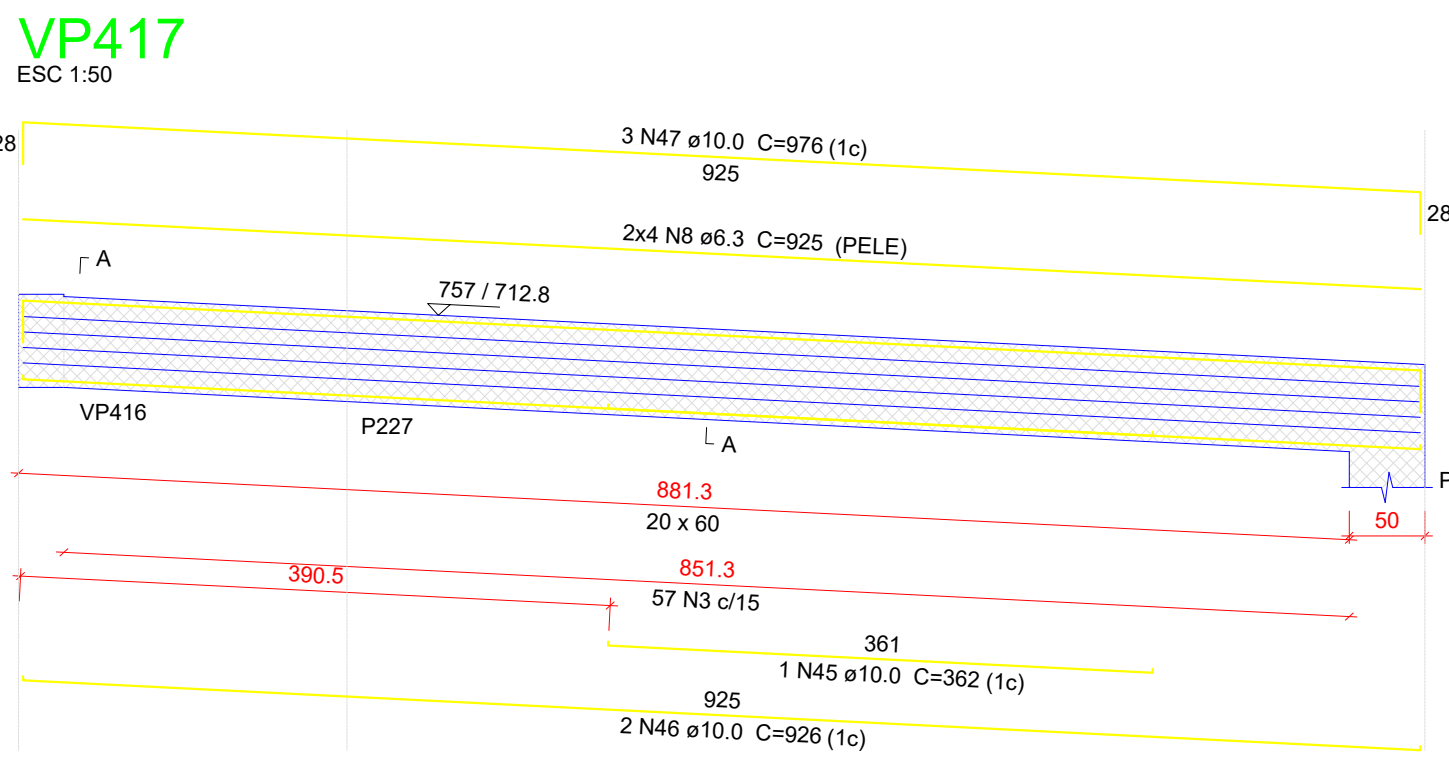 VP417
ESC 1:50
28
3 N47 ø10.0 C=976 (1c)
925
28
2x4 N8 ø6.3 C=925 (PELE)
A
757 / 712.8
VP416
P227
A
P
881.3
20 x 60
50
390.5
851.3
57 N3 c/15
361
1 N45 ø10.0 C=362 (1c)
925
2 N46 ø10.0 C=926 (1c)